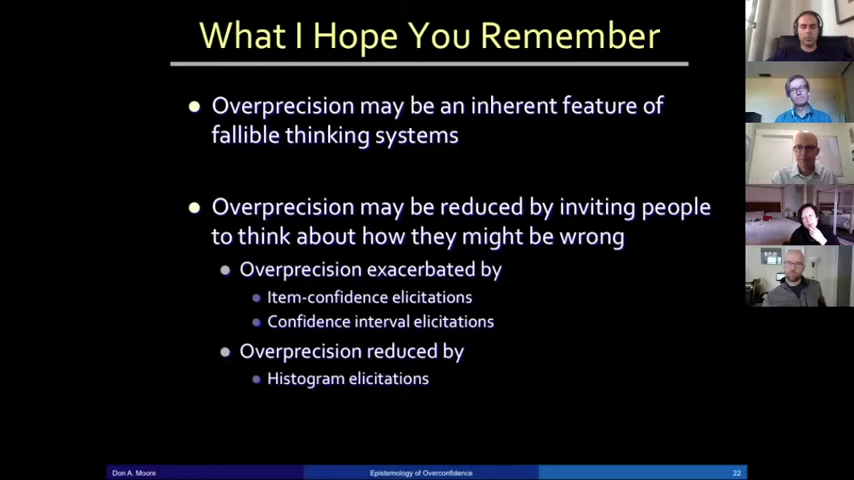 What I Hope You Remember
Overprecision may be an inherent feature of
fallible thinking systems
Overprecision may be reduced by inviting people
to think about how they might be wrong
Overprecision exacerbated by
Item-confidence elicitations
Confidence interval elicitations
Overprecision reduced by
Histogram elicitations
Don A. Moore
Epistemology of Overconfidence
22